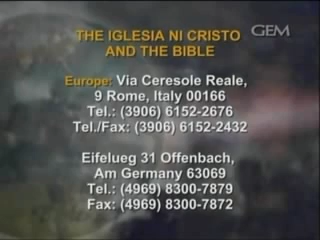 THE IGLESIA NI CRISTO
GEM
AND THE BIBLE
Europe: Via Ceresole Reale,
9 Rome, Italy 00166
Tel.: (3906) 6152-2676
Tel./Fax: (3906) 6152-2432
Eifelueg 31 Offenbach,
Am Germany 63069
Tel.: (4969) 8300-7879
Fax: (4969) 8300-7872